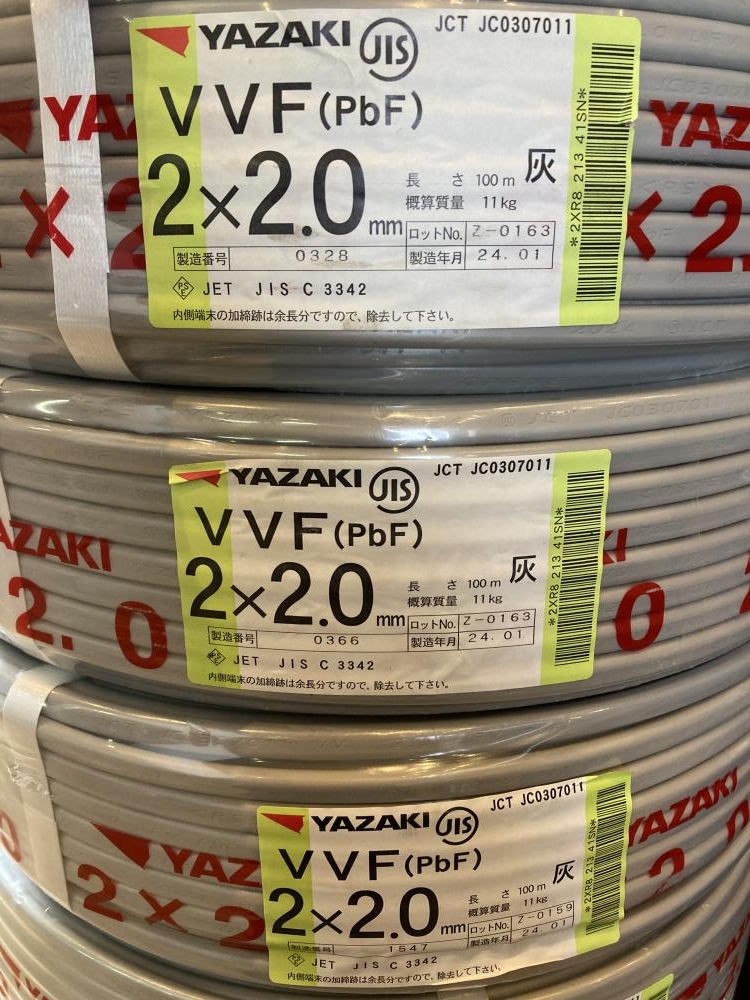 YAZAKI JIS JCT JC0307011
VVF(PbF)
2×2.0mm
長さ 100m 灰
概算質量 11kg
ロットNo. Z-0163
製造番号 0328 製造年月 24.01
PSE JET JIS C 3342
内側端末の加締跡は余長分ですので、除去して下さい。
*2XR8 213 41SN*
YAZAKI JIS JCT JC0307011
VVF(PbF)
2×2.0mm
長さ 100m 灰
概算質量 11kg
ロットNo. Z-0163
製造番号 0366 製造年月 24.01
PSE JET JIS C 3342
内側端末の加締跡は余長分ですので、除去して下さい。
*2XR8 213 41SN*
YAZAKI
2.0
0
YAZAKI JIS JCT JC0307011
VVF(PbF)
2×2.0mm
長さ 100m 灰
概算質量 11kg
ロットNo. Z-0159
製造番号 1547 製造年月 24.01
PSE JET JIS C 3342
内側端末の加締跡は余長分ですので、除去して下さい。
*2XR8 213 41SN*
YAZAKI
2×2